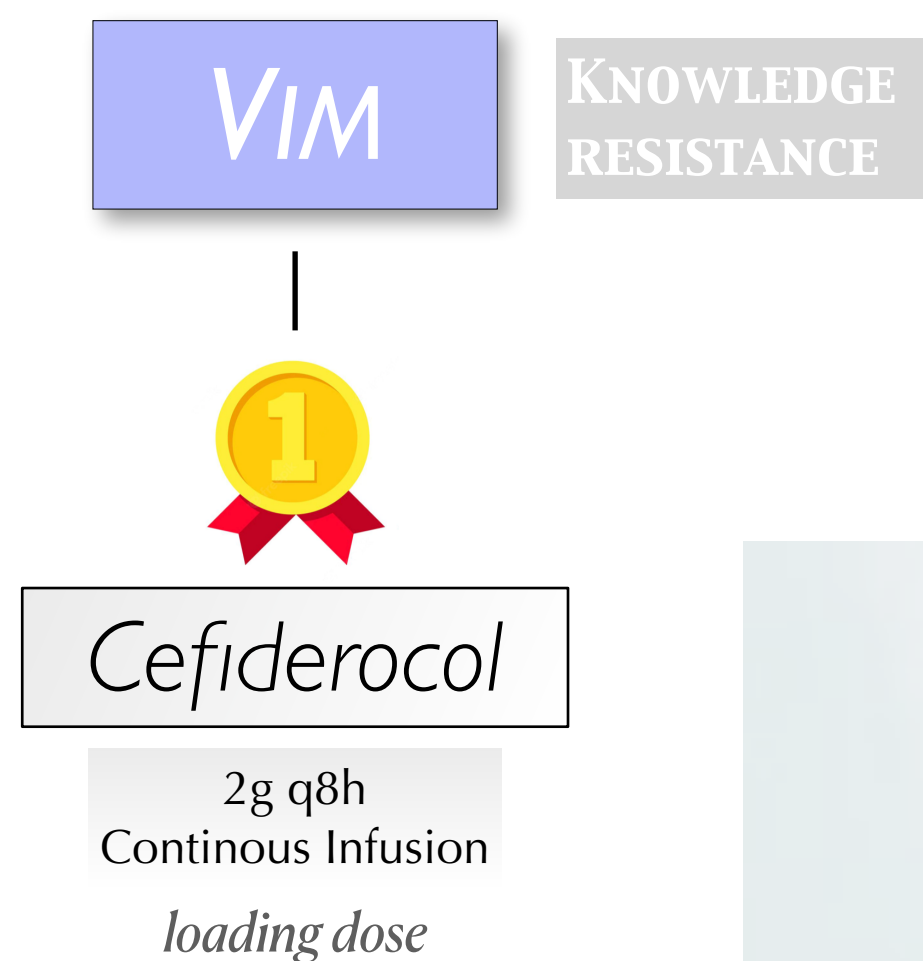 VIM
KNOWLEDGE
RESISTANCE
1
Cefiderocol
2g q8h
Continous Infusion
loading dose